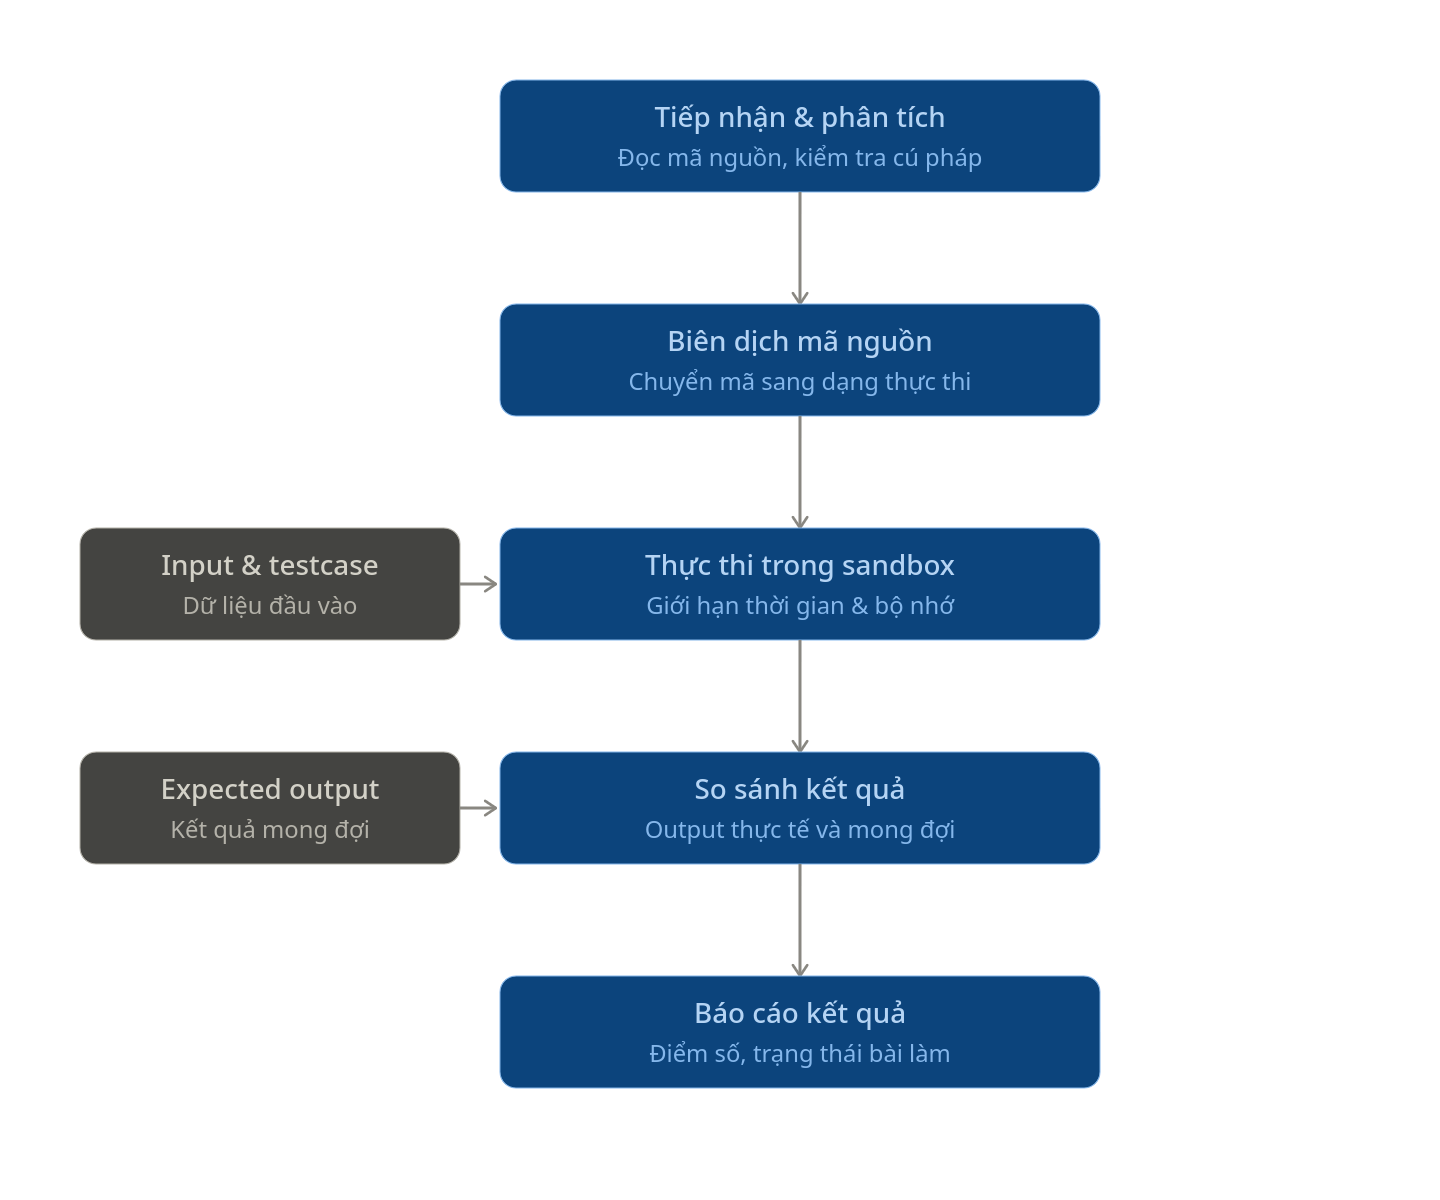 Tiếp nhận & phân tích
Đọc mã nguồn, kiểm tra cú pháp
Biên dịch mã nguồn
Chuyển mã sang dạng thực thi
Input & testcase
Dữ liệu đầu vào
Thực thi trong sandbox
Giới hạn thời gian & bộ nhớ
Expected output
Kết quả mong đợi
So sánh kết quả
Output thực tế và mong đợi
Báo cáo kết quả
Điểm số, trạng thái bài làm